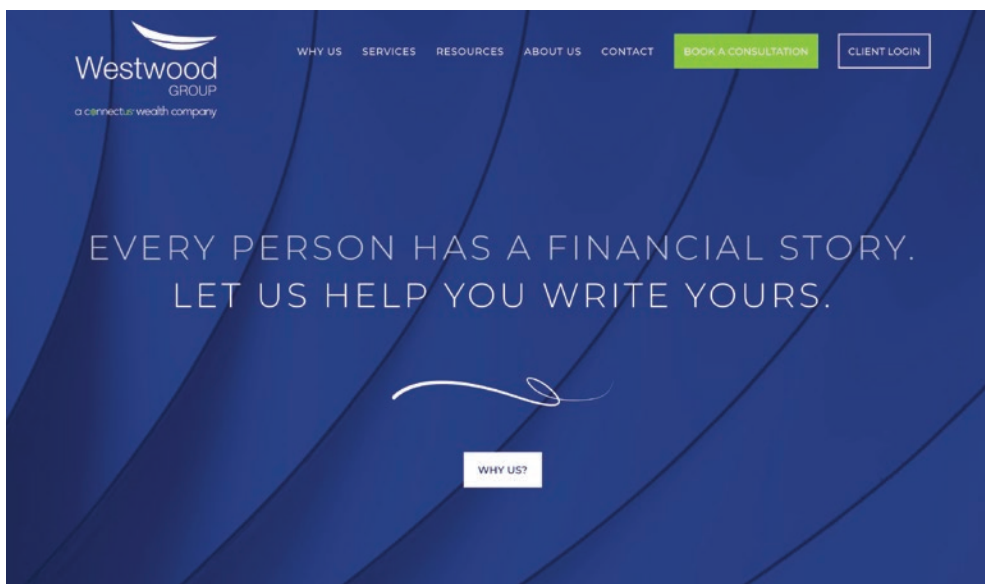 Westwood
GROUP
a connectus wealth company
WHY US SERVICES RESOURCES ABOUT US CONTACT BOOK A CONSULTATION CLIENT LOGIN
EVERY PERSON HAS A FINANCIAL STORY.
LET US HELP YOU WRITE YOURS.
WHY US?